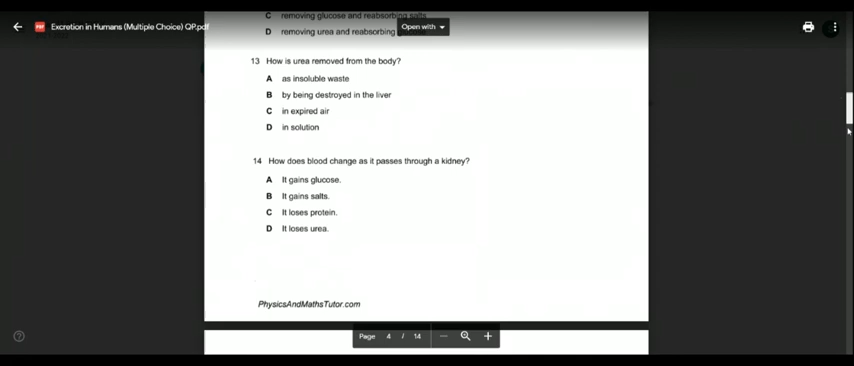 C removing glucose and reabsorbing salts
Excretion in Humans (Multiple Choice) QP.pdf
Open with
D removing urea and reabsorbing
13 How is urea removed from the body?
A as insoluble waste
B by being destroyed in the liver
C in expired air
D in solution
14 How does blood change as it passes through a kidney?
A It gains glucose.
B It gains salts.
C It loses protein.
D It loses urea.
PhysicsAndMathsTutor.com
Page 4 / 14